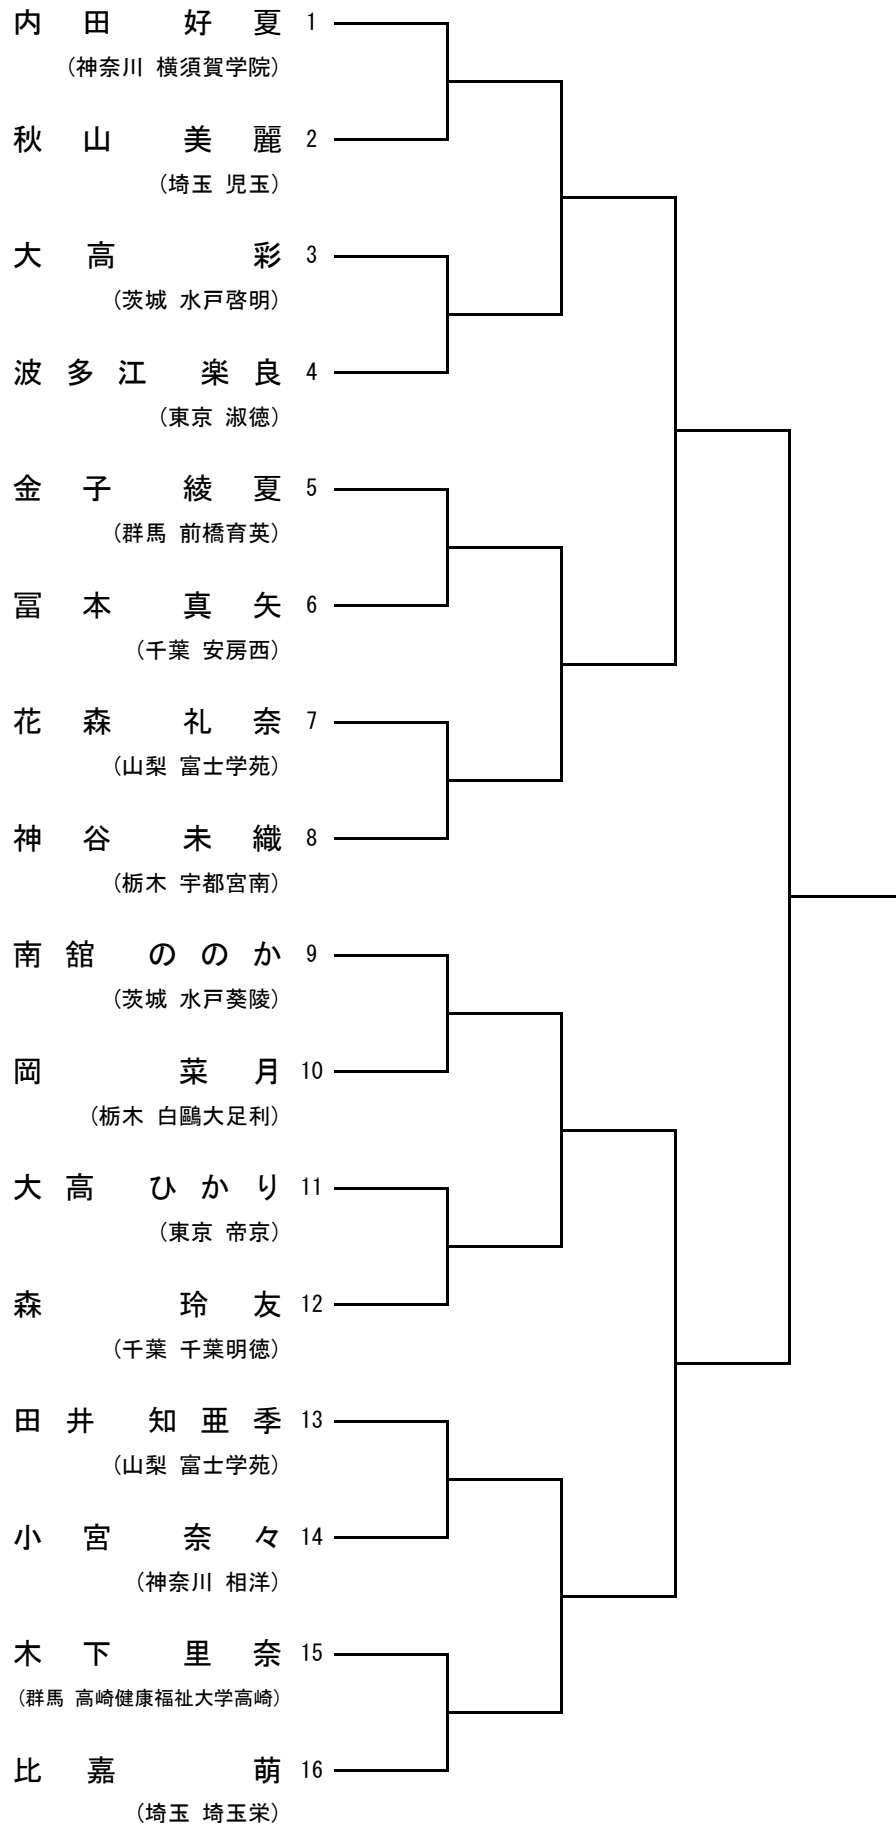 内田 好夏 1
(神奈川 横須賀学院)
秋山 美麗 2
(埼玉 児玉)
大高 彩 3
(茨城 水戸啓明)
波多江 楽良 4
(東京 淑徳)
金子 綾夏 5
(群馬 前橋育英)
冨本 真矢 6
(千葉 安房西)
花森 礼奈 7
(山梨 富士学苑)
神谷 未織 8
(栃木 宇都宮南)
南舘 ののか 9
(茨城 水戸葵陵)
岡 菜月 10
(栃木 白鷗大足利)
大高 ひかり 11
(東京 帝京)
森 玲友 12
(千葉 千葉明徳)
田井 知亜季 13
(山梨 富士学苑)
小宮 奈々 14
(神奈川 相洋)
木下 里奈 15
(群馬 高崎健康福祉大学高崎)
比嘉 萌 16
(埼玉 埼玉栄)